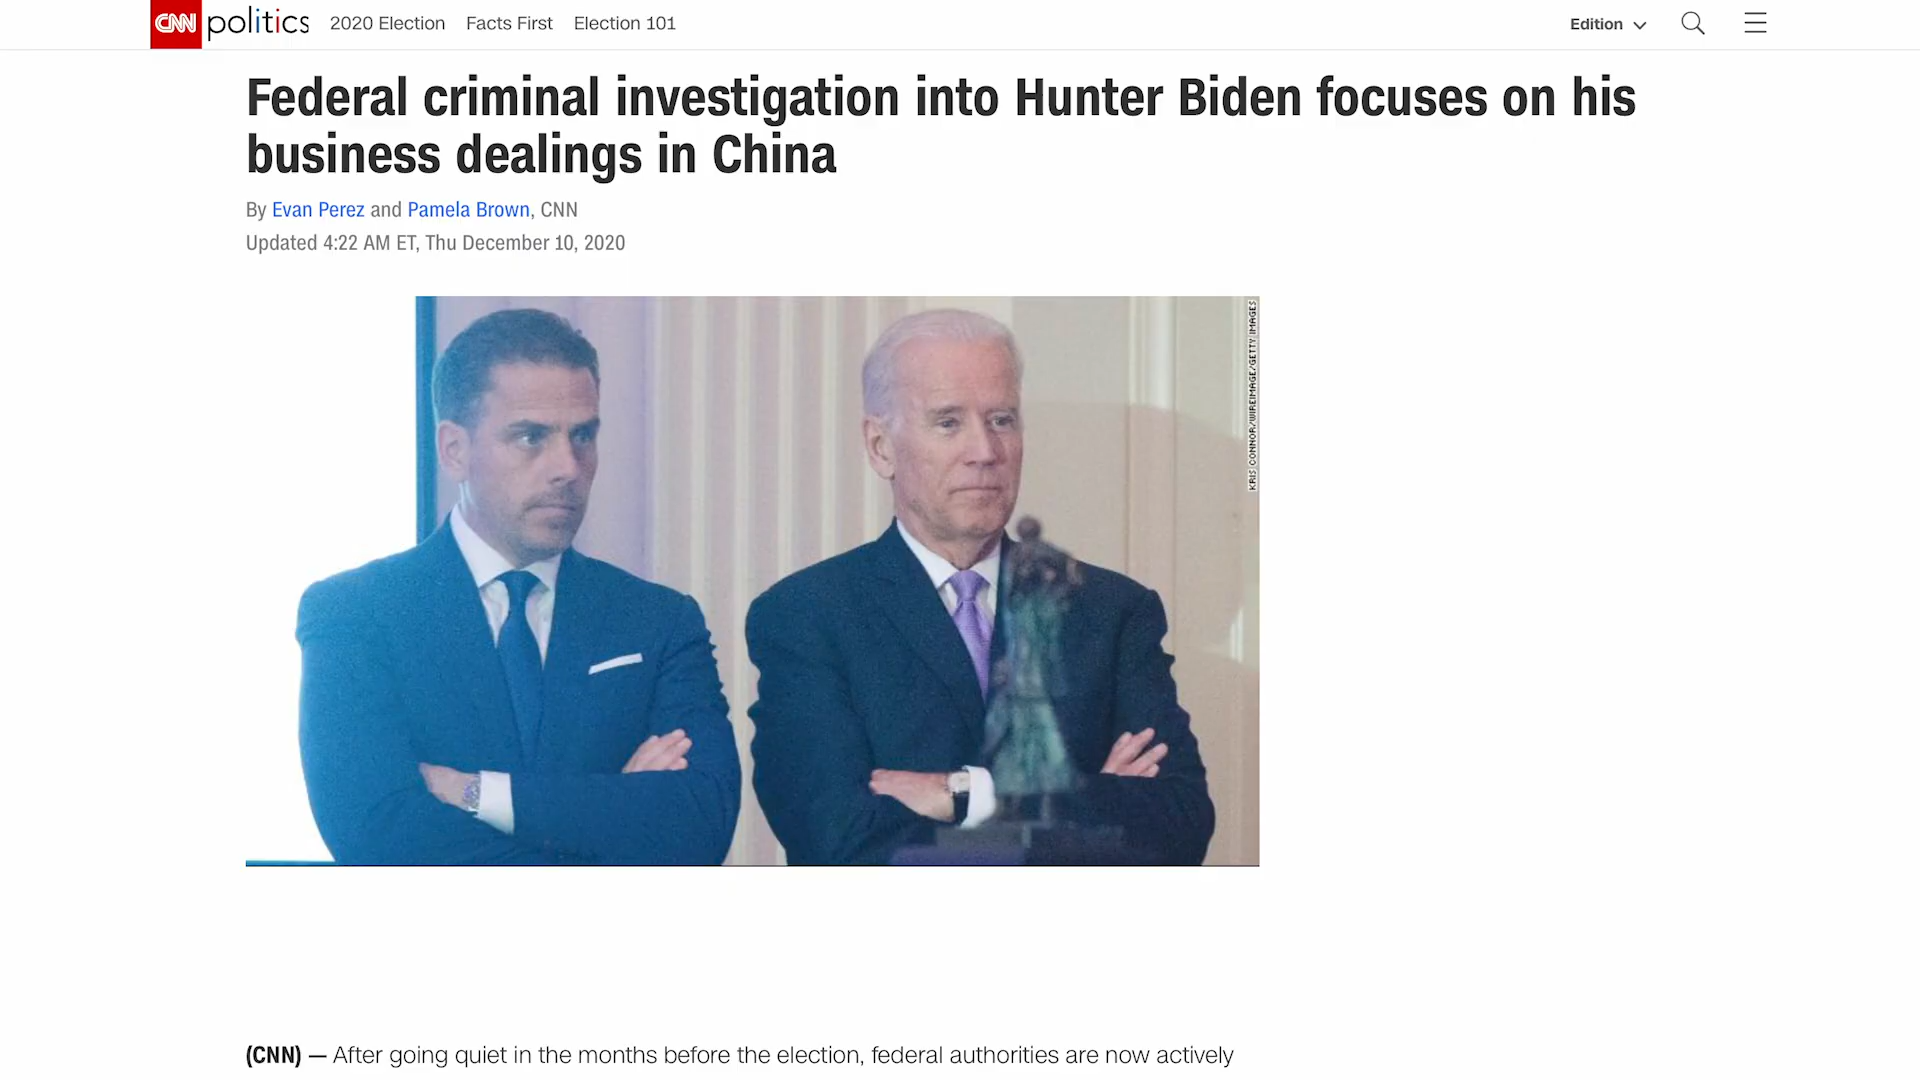 CNN politics 2020 Election Facts First Election 101 Edition
Federal criminal investigation into Hunter Biden focuses on his
business dealings in China
By Evan Perez and Pamela Brown, CNN
Updated 4:22 AM ET, Thu December 10, 2020
KRIS CONNOR/WIREIMAGE/GETTY IMAGES
(CNN) — After going quiet in the months before the election, federal authorities are now actively